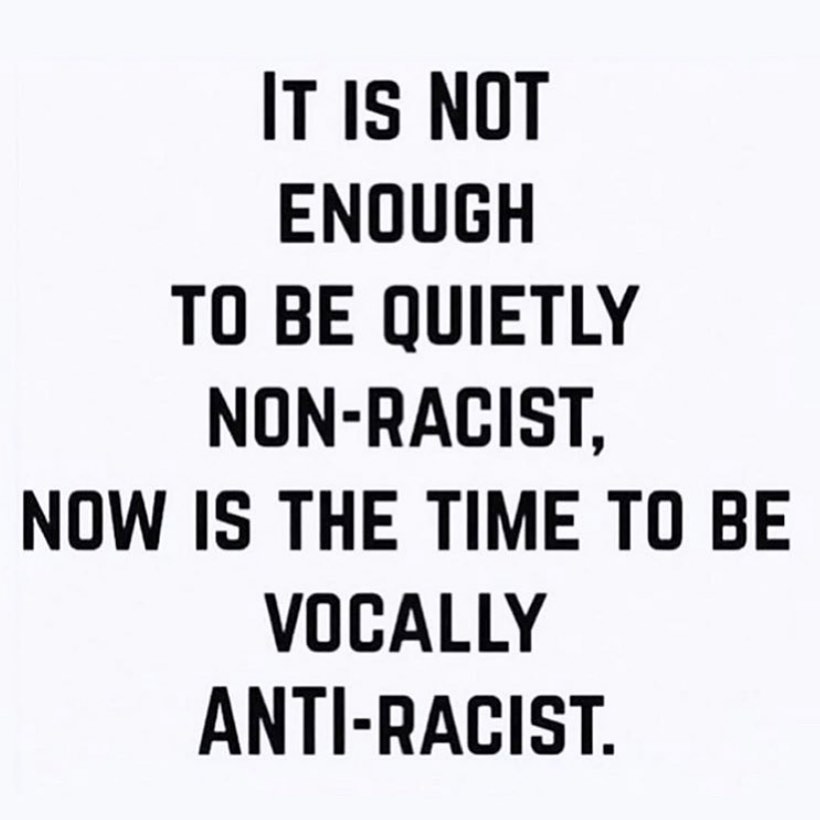 IT IS NOT
ENOUGH
TO BE QUIETLY
NON-RACIST,
NOW IS THE TIME TO BE
VOCALLY
ANTI-RACIST.